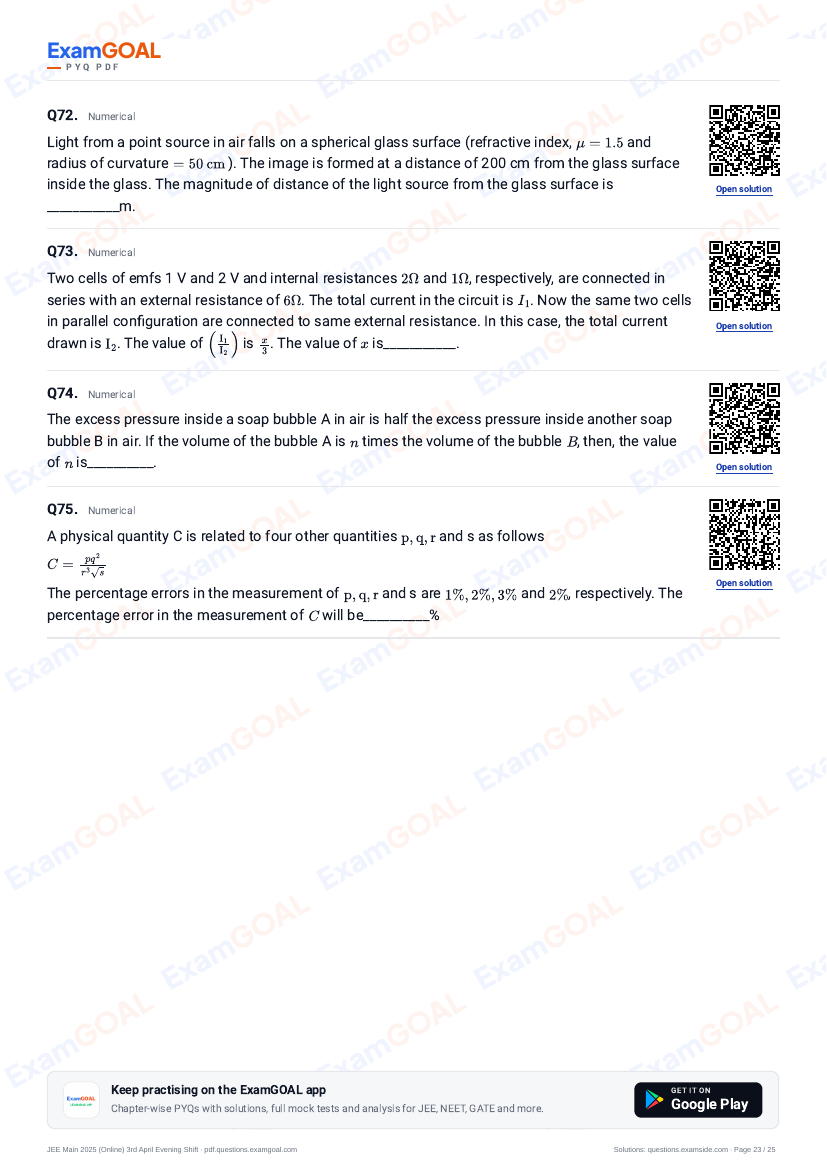 ExamGOAL
PYQ PDF
Q72. Numerical
Light from a point source in air falls on a spherical glass surface (refractive index, μ = 1.5 and
radius of curvature = 50 cm ). The image is formed at a distance of 200 cm from the glass surface
inside the glass. The magnitude of distance of the light source from the glass surface is
___________m.
Open solution
Q73. Numerical
Two cells of emfs 1 V and 2 V and internal resistances 2Ω and 1Ω, respectively, are connected in
series with an external resistance of 6Ω. The total current in the circuit is I₁. Now the same two cells
in parallel configuration are connected to same external resistance. In this case, the total current
drawn is I₂. The value of (I₁/I₂) is x/3. The value of x is___________.
Open solution
Q74. Numerical
The excess pressure inside a soap bubble A in air is half the excess pressure inside another soap
bubble B in air. If the volume of the bubble A is n times the volume of the bubble B, then, the value
of n is__________.
Open solution
Q75. Numerical
A physical quantity C is related to four other quantities p, q, r and s as follows
C = pq²/r³√s
The percentage errors in the measurement of p, q, r and s are 1%, 2%, 3% and 2%, respectively. The
percentage error in the measurement of C will be__________%
Open solution
Keep practising on the ExamGOAL app
Chapter-wise PYQs with solutions, full mock tests and analysis for JEE, NEET, GATE and more.
GET IT ON
Google Play
JEE Main 2025 (Online) 3rd April Evening Shift · pdf.questions.examgoal.com
Solutions: questions.examside.com · Page 23 / 25